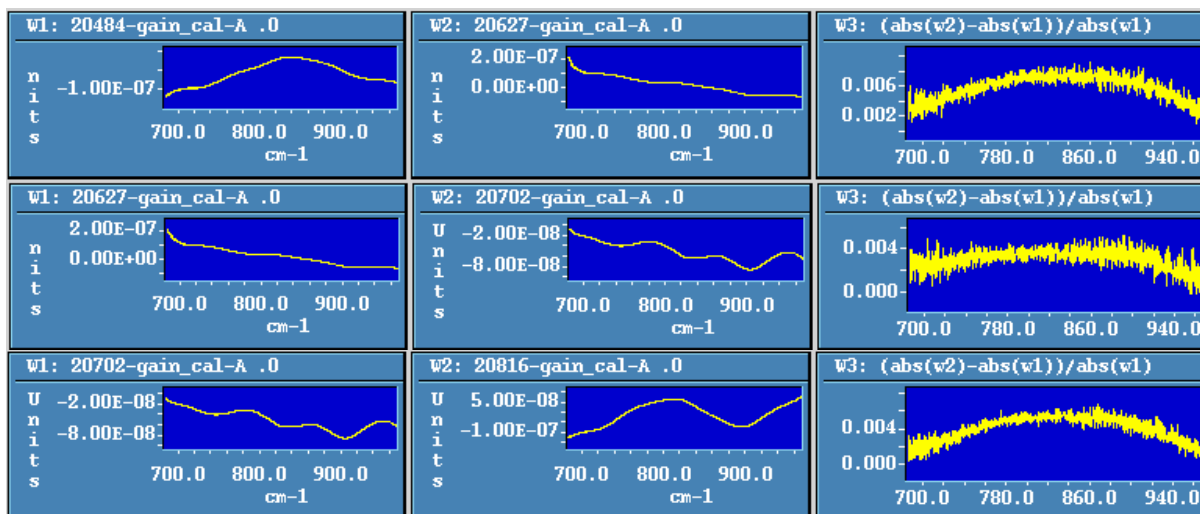 W1: 20484-gain_cal-A .0
n
i
t
s
-1.00E-07
700.0 800.0 900.0
cm-1
W2: 20627-gain_cal-A .0
n
i
t
s
2.00E-07
0.00E+00
700.0 800.0 900.0
cm-1
W3: (abs(w2)-abs(w1))/abs(w1)
0.006
0.002
700.0 780.0 860.0 940.0
W1: 20627-gain_cal-A .0
n
i
t
s
2.00E-07
0.00E+00
700.0 800.0 900.0
cm-1
W2: 20702-gain_cal-A .0
U
n
i
t
s
-2.00E-08
-8.00E-08
700.0 800.0 900.0
cm-1
W3: (abs(w2)-abs(w1))/abs(w1)
0.004
0.000
700.0 780.0 860.0 940.0
W1: 20702-gain_cal-A .0
U
n
i
t
s
-2.00E-08
-8.00E-08
700.0 800.0 900.0
cm-1
W2: 20816-gain_cal-A .0
U
n
i
t
s
5.00E-08
-1.00E-07
700.0 800.0 900.0
cm-1
W3: (abs(w2)-abs(w1))/abs(w1)
0.004
0.000
700.0 780.0 860.0 940.0